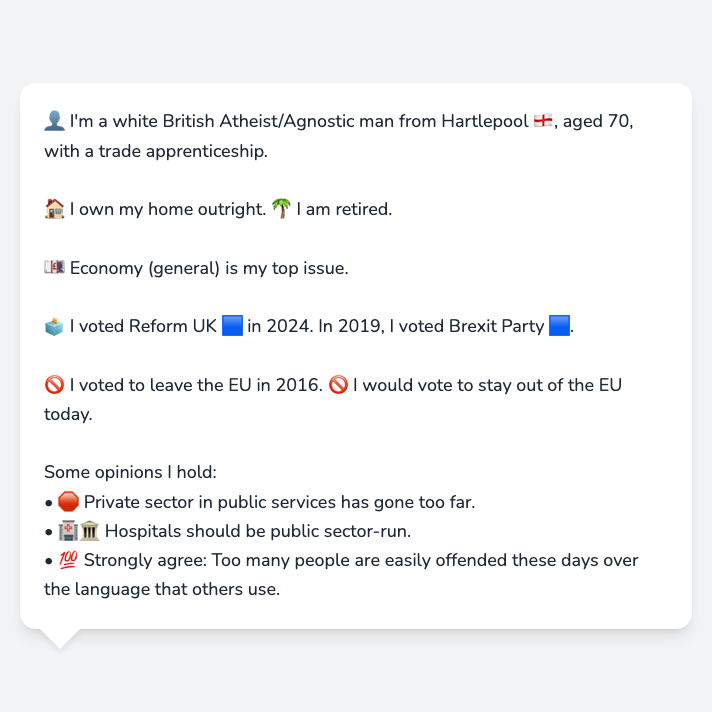 👤 I'm a white British Atheist/Agnostic man from Hartlepool 🏴󠁧󠁢󠁥󠁮󠁧󠁿, aged 70,
with a trade apprenticeship.
🏠 I own my home outright. 🌴 I am retired.
💷 Economy (general) is my top issue.
🗳️ I voted Reform UK 🟦 in 2024. In 2019, I voted Brexit Party 🟦.
🚫 I voted to leave the EU in 2016. 🚫 I would vote to stay out of the EU
today.
Some opinions I hold:
• 🛑 Private sector in public services has gone too far.
• 🏥🏛️ Hospitals should be public sector-run.
• 💯 Strongly agree: Too many people are easily offended these days over
the language that others use.